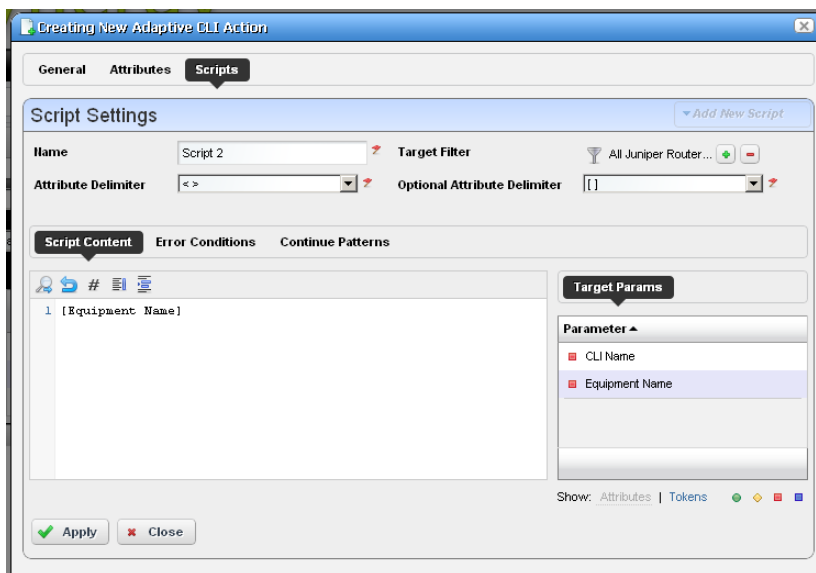 Creating New Adaptive CLI Action
General Attributes Scripts
Script Settings
Add New Script
Name Script 2 Target Filter All Juniper Router...
Attribute Delimiter < > Optional Attribute Delimiter [ ]
Script Content Error Conditions Continue Patterns
#
Target Params
1 [Equipment Name]
Parameter
CLI Name
Equipment Name
Show: Attributes | Tokens
Apply Close